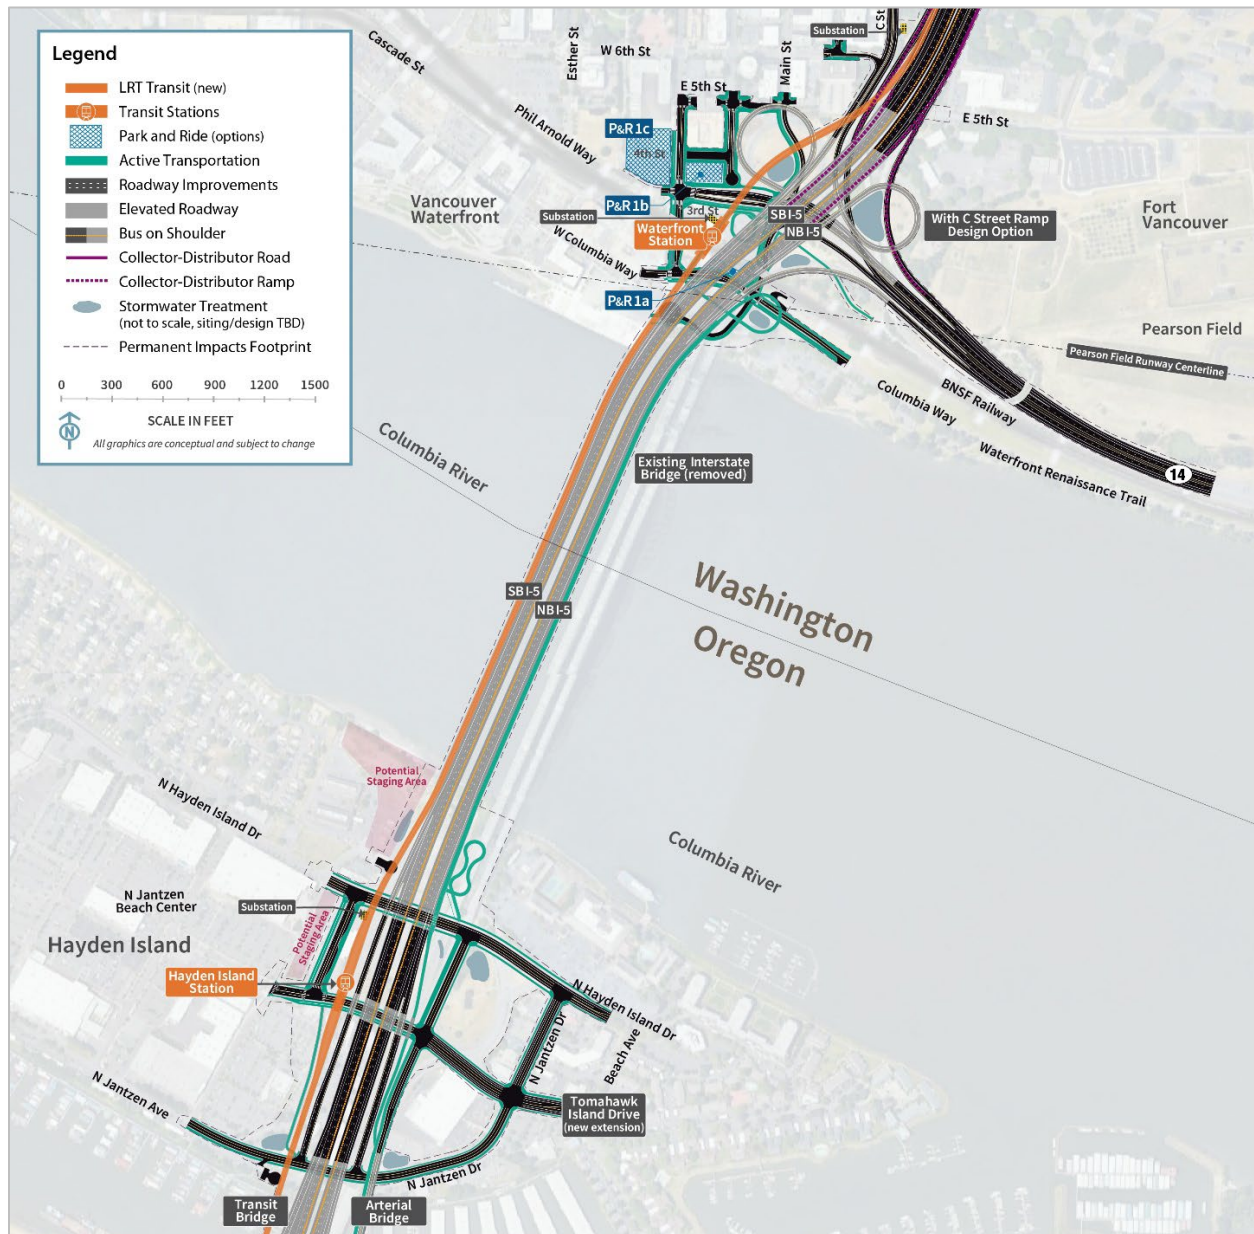 Legend
LRT Transit (new)
Transit Stations
Park and Ride (options)
Active Transportation
Roadway Improvements
Elevated Roadway
Bus on Shoulder
Collector-Distributor Road
Collector-Distributor Ramp
Stormwater Treatment
(not to scale, siting/design TBD)
Permanent Impacts Footprint
0 300 600 900 1200 1500
SCALE IN FEET
N
All graphics are conceptual and subject to change
Cascade St
Esther St
W 6th St
Main St
Substation
C St
E 5th St
E 5th St
Phil Arnold Way
P&R1c
4th St
Vancouver
Waterfront
P&R1b
3rd St
Substation
Waterfront
Station
SB I-5
NB I-5
With C Street Ramp
Design Option
Fort
Vancouver
W Columbia Way
P&R1a
Pearson Field
Pearson Field Runway Centerline
BNSF Railway
Columbia Way
Waterfront Renaissance Trail
14
Columbia River
Existing Interstate
Bridge (removed)
SB I-5
NB I-5
Washington
Oregon
Potential
Staging Area
N Hayden Island Dr
Columbia River
N Jantzen
Beach Center
Substation
Potential
Staging Area
Hayden Island
Hayden Island
Station
N Hayden Island Dr
N Jantzen Dr
Beach Ave
N Jantzen Ave
Tomahawk
Island Drive
(new extension)
N Jantzen Dr
Transit
Bridge
Arterial
Bridge